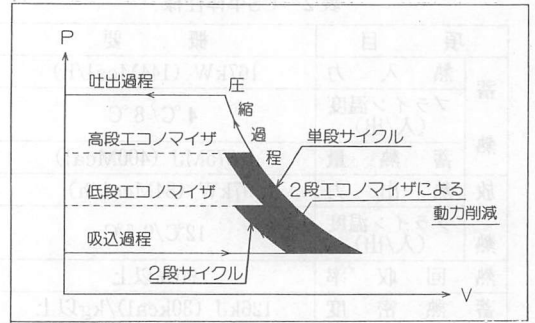 P
吐出過程
圧縮過程
高段エコノマイザ
単段サイクル
低段エコノマイザ
2段エコノマイザによる
動力削減
吸込過程
2段サイクル
V